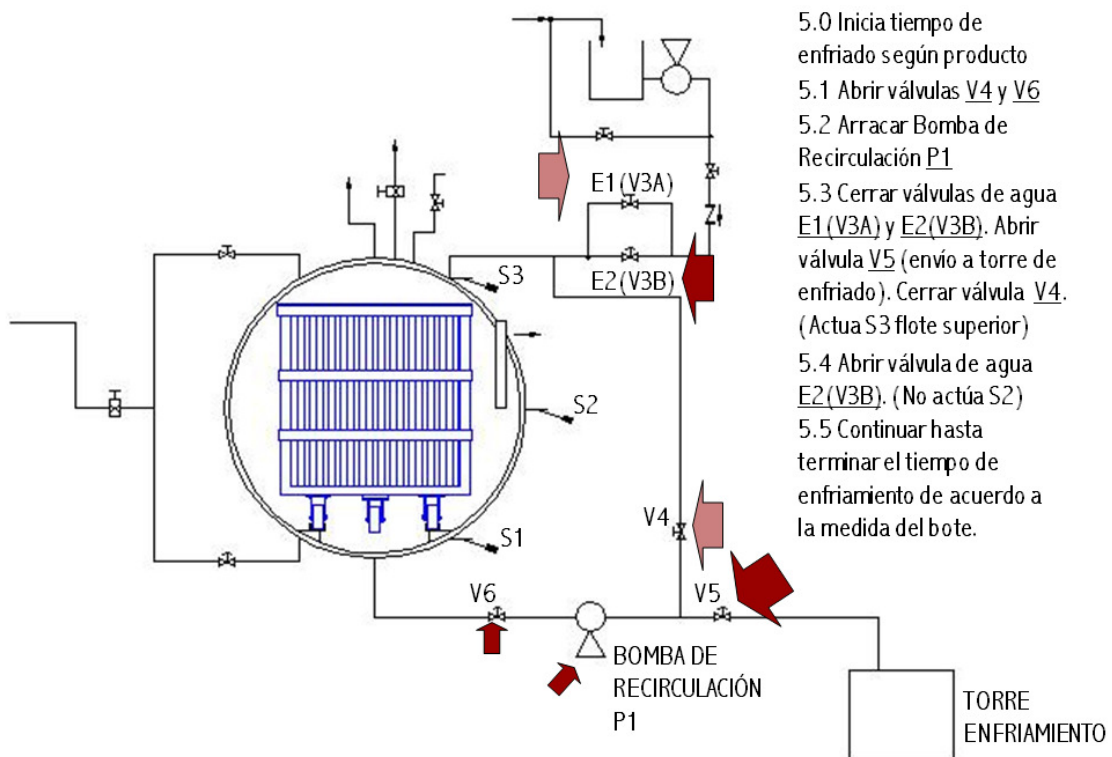 5.0 Inicia tiempo de
enfriado según producto
5.1 Abrir válvulas V4 y V6
5.2 Arracar Bomba de
Recirculación P1
5.3 Cerrar válvulas de agua
E1(V3A) y E2(V3B). Abrir
válvula V5 (envío a torre de
enfriado). Cerrar válvula V4.
(Actua S3 flote superior)
5.4 Abrir válvula de agua
E2(V3B). (No actúa S2)
5.5 Continuar hasta
terminar el tiempo de
enfriamiento de acuerdo a
la medida del bote.
E1(V3A)
E2(V3B)
S3
S2
S1
V4
V6
V5
BOMBA DE
RECIRCULACIÓN
P1
TORRE
ENFRIAMIENTO